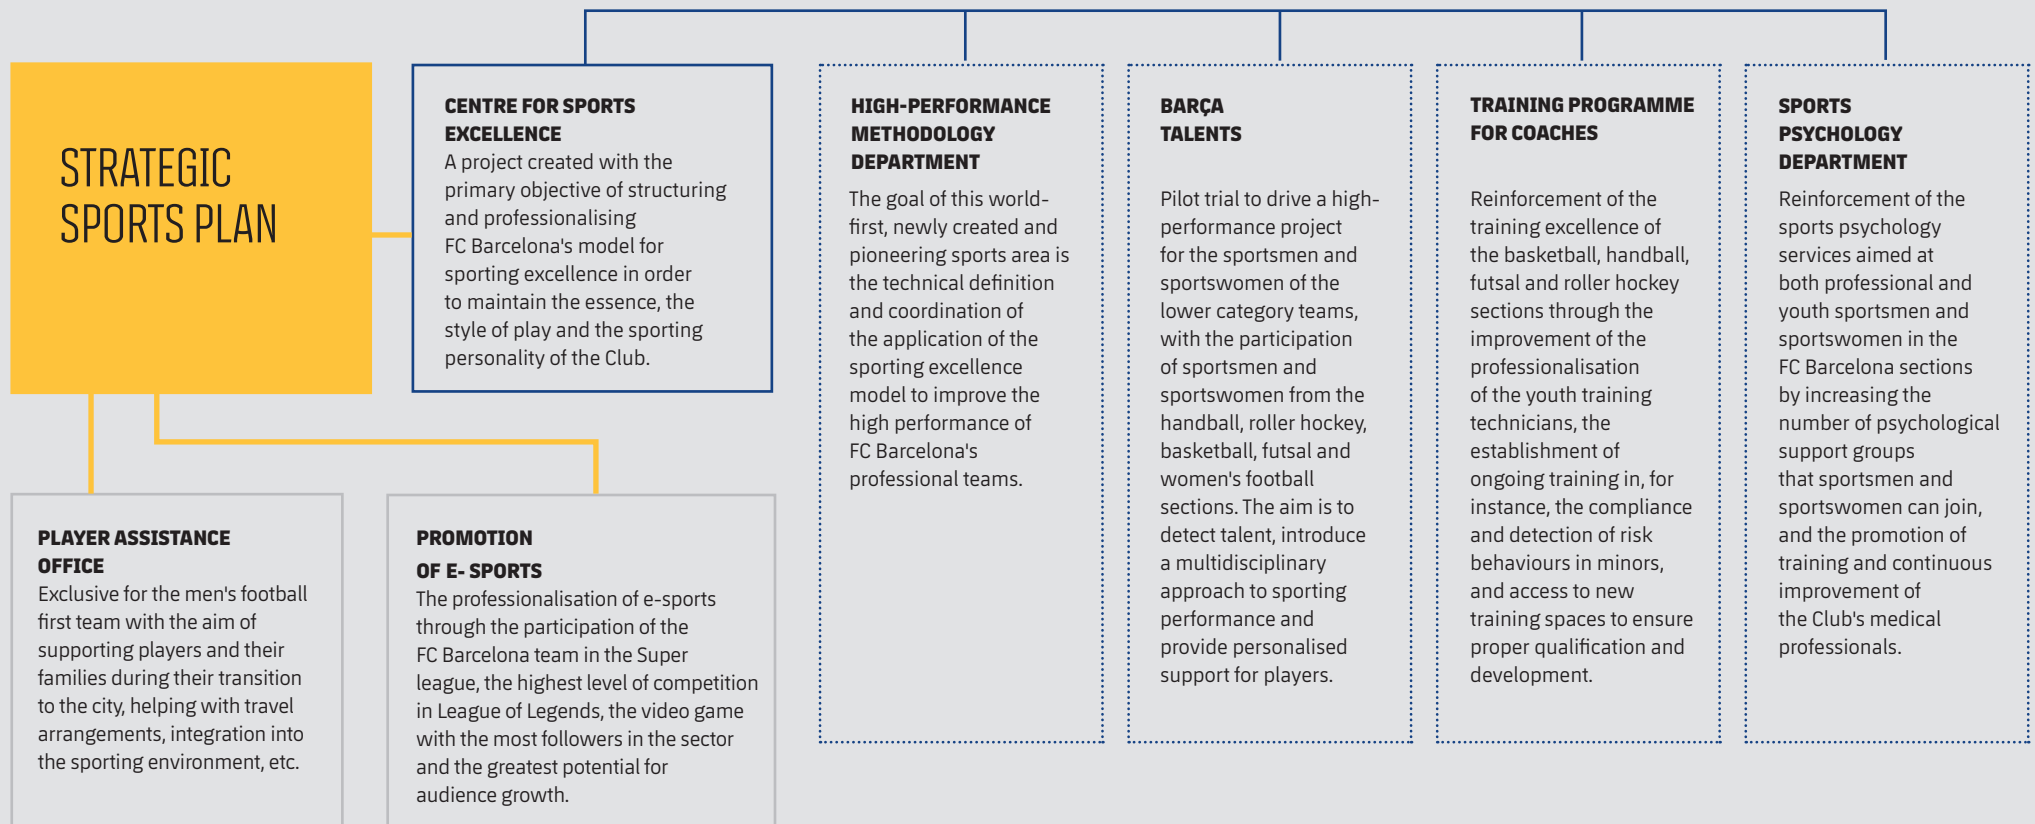 STRATEGIC
SPORTS PLAN
CENTRE FOR SPORTS
EXCELLENCE
A project created with the
primary objective of structuring
and professionalising
FC Barcelona's model for
sporting excellence in order
to maintain the essence, the
style of play and the sporting
personality of the Club.
HIGH-PERFORMANCE
METHODOLOGY
DEPARTMENT
The goal of this world-
first, newly created and
pioneering sports area is
the technical definition
and coordination of
the application of the
sporting excellence
model to improve the
high performance of
FC Barcelona's
professional teams.
BARÇA
TALENTS
Pilot trial to drive a high-
performance project
for the sportsmen and
sportswomen of the
lower category teams,
with the participation
of sportsmen and
sportswomen from the
handball, roller hockey,
basketball, futsal and
women's football
sections. The aim is to
detect talent, introduce
a multidisciplinary
approach to sporting
performance and
provide personalised
support for players.
TRAINING PROGRAMME
FOR COACHES
Reinforcement of the
training excellence of
the basketball, handball,
futsal and roller hockey
sections through the
improvement of the
professionalisation
of the youth training
technicians, the
establishment of
ongoing training in, for
instance, the compliance
and detection of risk
behaviours in minors,
and access to new
training spaces to ensure
proper qualification and
development.
SPORTS
PSYCHOLOGY
DEPARTMENT
Reinforcement of the
sports psychology
services aimed at
both professional and
youth sportsmen and
sportswomen in the
FC Barcelona sections
by increasing the
number of psychological
support groups
that sportsmen and
sportswomen can join,
and the promotion of
training and continuous
improvement of
the Club's medical
professionals.
PLAYER ASSISTANCE
OFFICE
Exclusive for the men's football
first team with the aim of
supporting players and their
families during their transition
to the city, helping with travel
arrangements, integration into
the sporting environment, etc.
PROMOTION
OF E- SPORTS
The professionalisation of e-sports
through the participation of the
FC Barcelona team in the Super
league, the highest level of competition
in League of Legends, the video game
with the most followers in the sector
and the greatest potential for
audience growth.